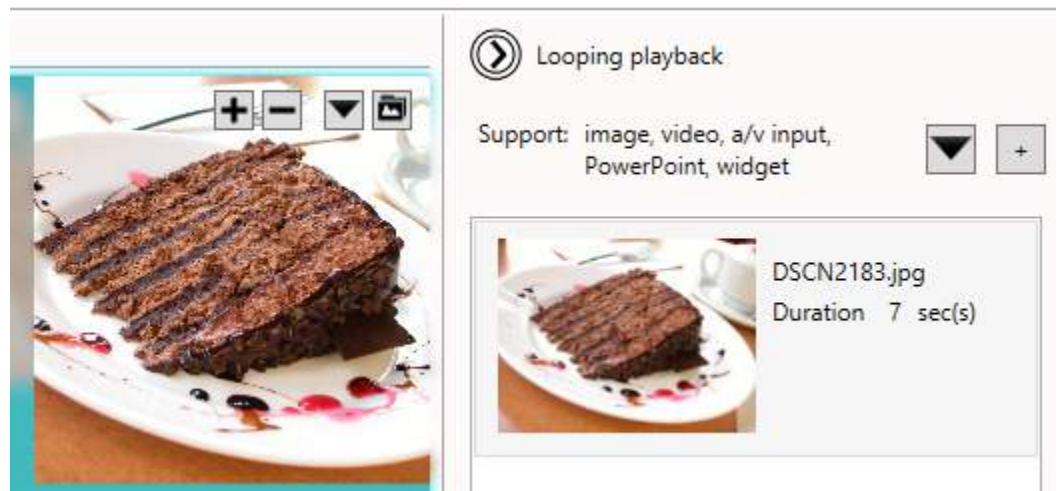 Looping playback
Support: image, video, a/v input,
PowerPoint, widget
+
DSCN2183.jpg
Duration 7 sec(s)